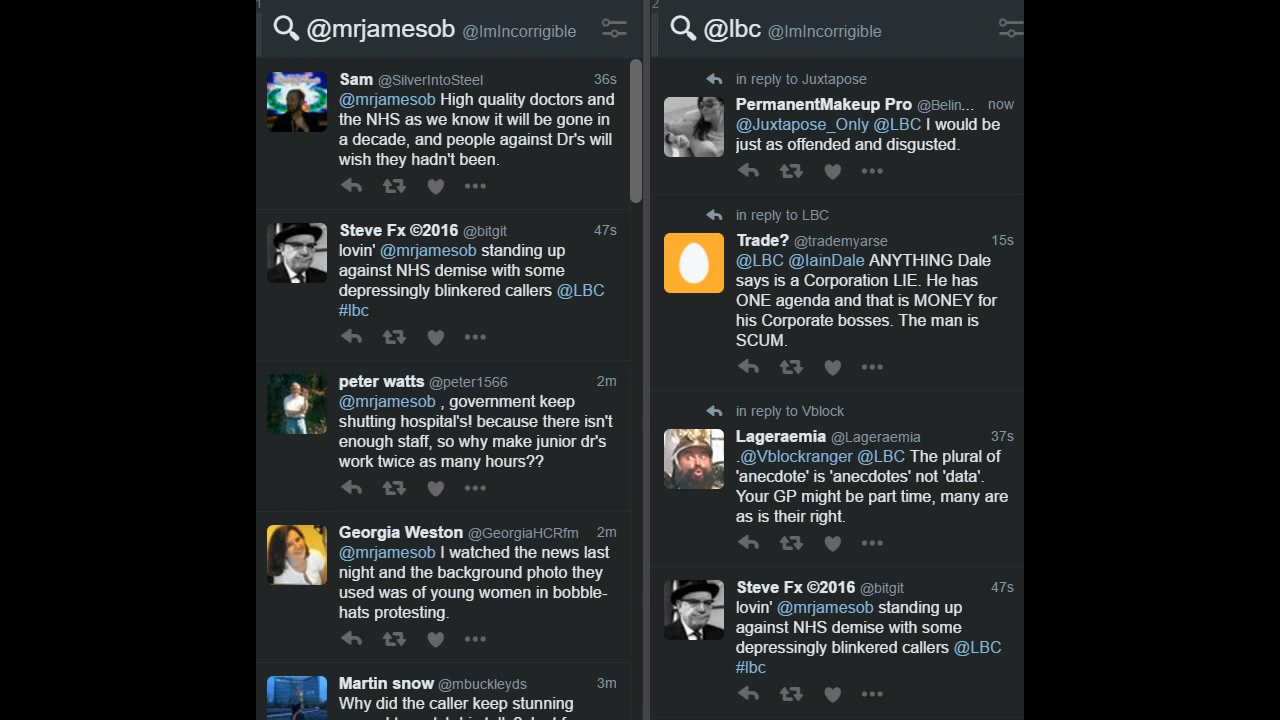 1
@mrjamesob @ImIncorrigible
Sam @SilverIntoSteel 36s
@mrjamesob High quality doctors and
the NHS as we know it will be gone in
a decade, and people against Dr's will
wish they hadn't been.
Steve Fx ©2016 @bitgit 47s
lovin' @mrjamesob standing up
against NHS demise with some
depressingly blinkered callers @LBC
#lbc
peter watts @peter1566 2m
@mrjamesob , government keep
shutting hospital's! because there isn't
enough staff, so why make junior dr's
work twice as many hours??
Georgia Weston @GeorgiaHCRfm 2m
@mrjamesob I watched the news last
night and the background photo they
used was of young women in bobble-
hats protesting.
Martin snow @mbuckleyds 3m
Why did the caller keep stunning
2
@lbc @ImIncorrigible
in reply to Juxtapose
PermanentMakeup Pro @Belin... now
@Juxtapose_Only @LBC I would be
just as offended and disgusted.
in reply to LBC
Trade? @trademyarse 15s
@LBC @IainDale ANYTHING Dale
says is a Corporation LIE. He has
ONE agenda and that is MONEY for
his Corporate bosses. The man is
SCUM.
in reply to Vblock
Lageraemia @Lageraemia 37s
.@Vblockranger @LBC The plural of
'anecdote' is 'anecdotes' not 'data'.
Your GP might be part time, many are
as is their right.
Steve Fx ©2016 @bitgit 47s
lovin' @mrjamesob standing up
against NHS demise with some
depressingly blinkered callers @LBC
#lbc